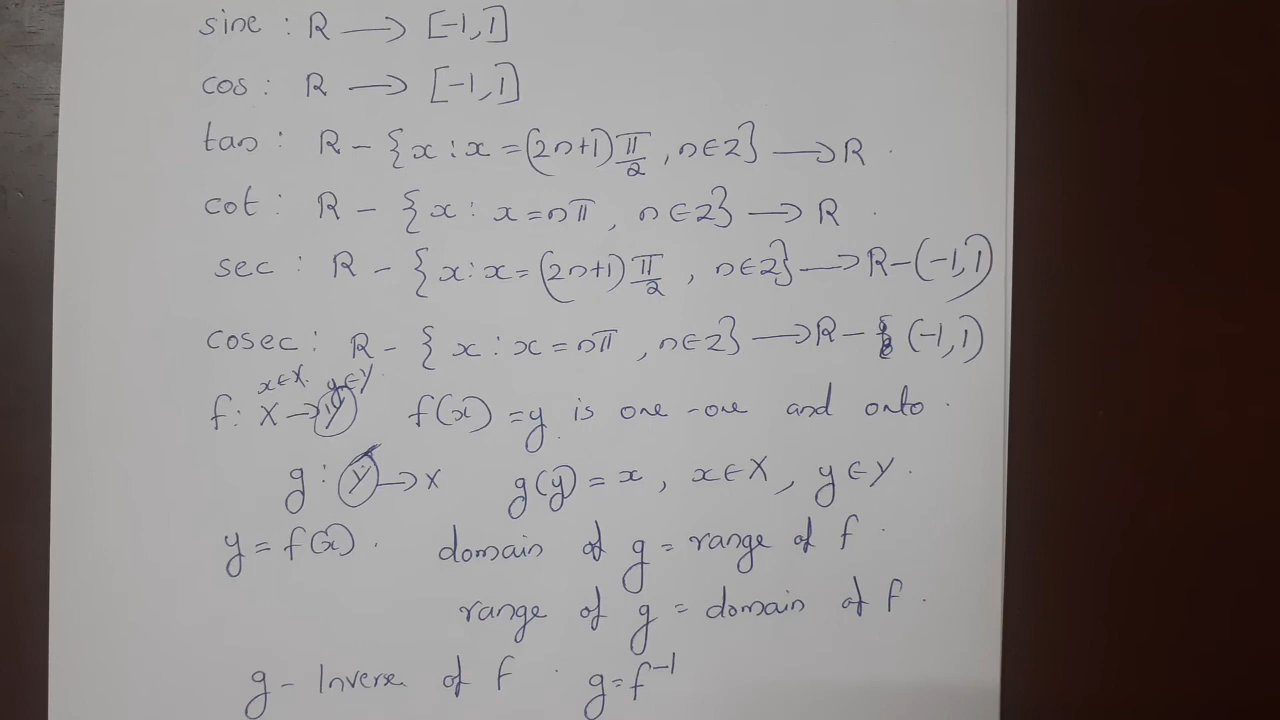 sine : R → [-1,1]
cos : R → [-1,1]
tan : R - {x : x = (2n+1)π/2, n∈Z} → R .
cot : R - {x : x = nπ, n∈Z} → R .
sec : R - {x : x = (2n+1)π/2, n∈Z} → R-(-1,1)
cosec : R - {x : x = nπ, n∈Z} → R- (-1,1)
x∈X. y∈Y
f: X → Y f(x) = y is one-one and onto .
g : Y → X g(y) = x, x∈X, y∈Y .
y = f(x) . domain of g = range of f .
range of g = domain of f .
g - Inverse of f . g = f⁻¹